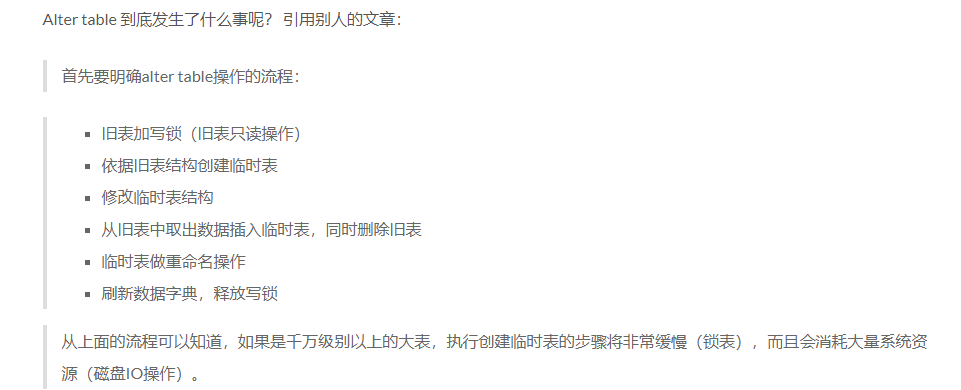 Alter table 到底发生了什么事呢？ 引用别人的文章：
首先要明确alter table操作的流程：
旧表加写锁（旧表只读操作）
依据旧表结构创建临时表
修改临时表结构
从旧表中取出数据插入临时表，同时删除旧表
临时表做重命名操作
刷新数据字典，释放写锁
从上面的流程可以知道，如果是千万级别以上的大表，执行创建临时表的步骤将非常缓慢（锁表），而且会消耗大量系统资
源（磁盘IO操作）。